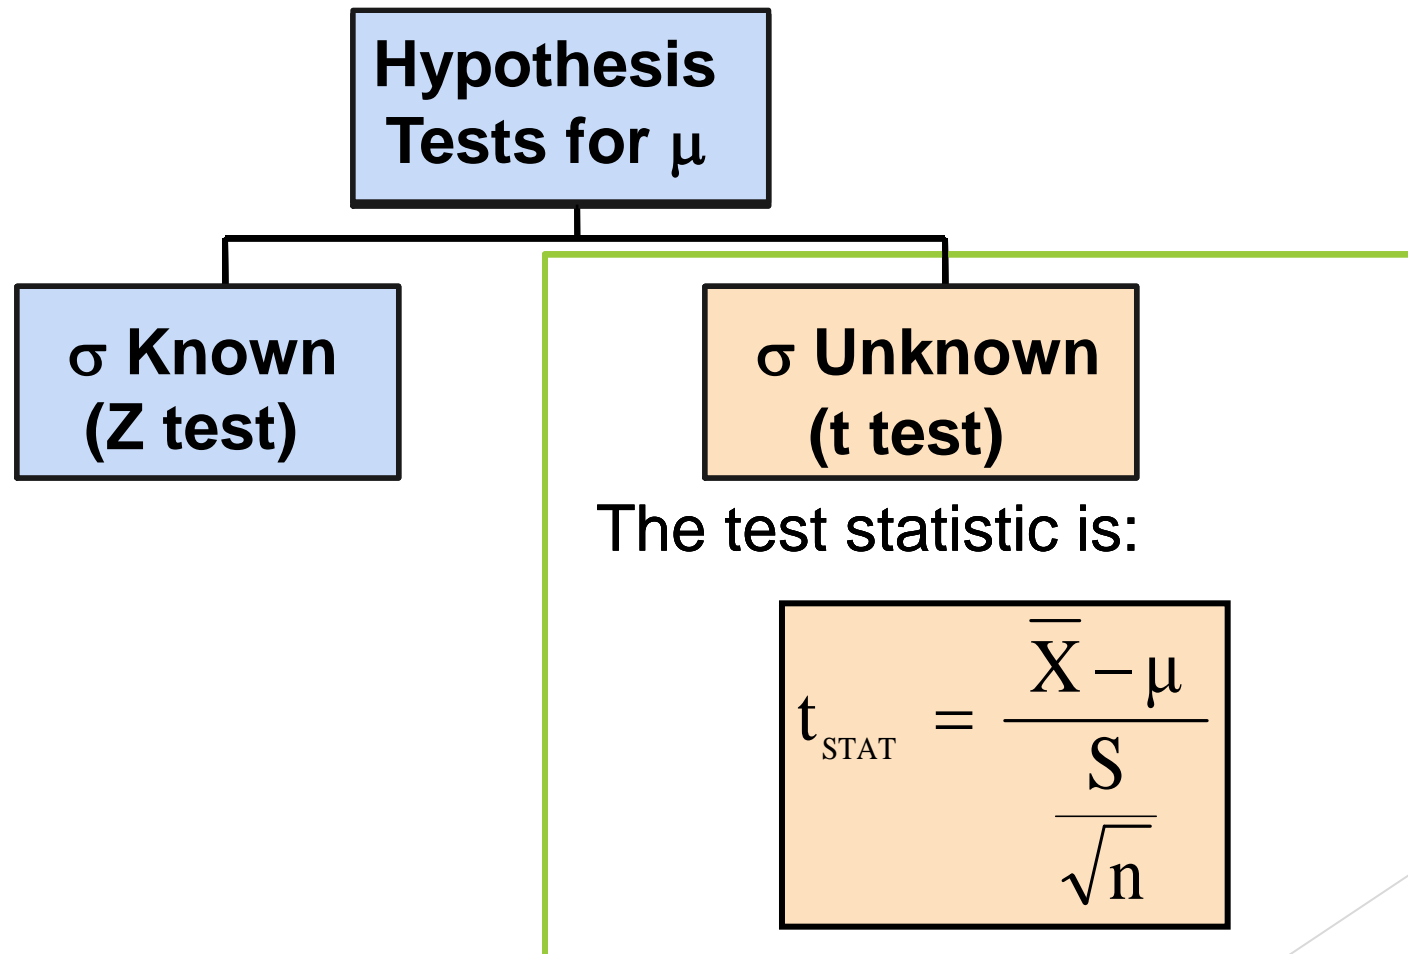 Hypothesis
Tests for μ
σ Known
(Z test)
σ Unknown
(t test)
The test statistic is:
t_STAT = (X̅ − μ) / (S / √n)